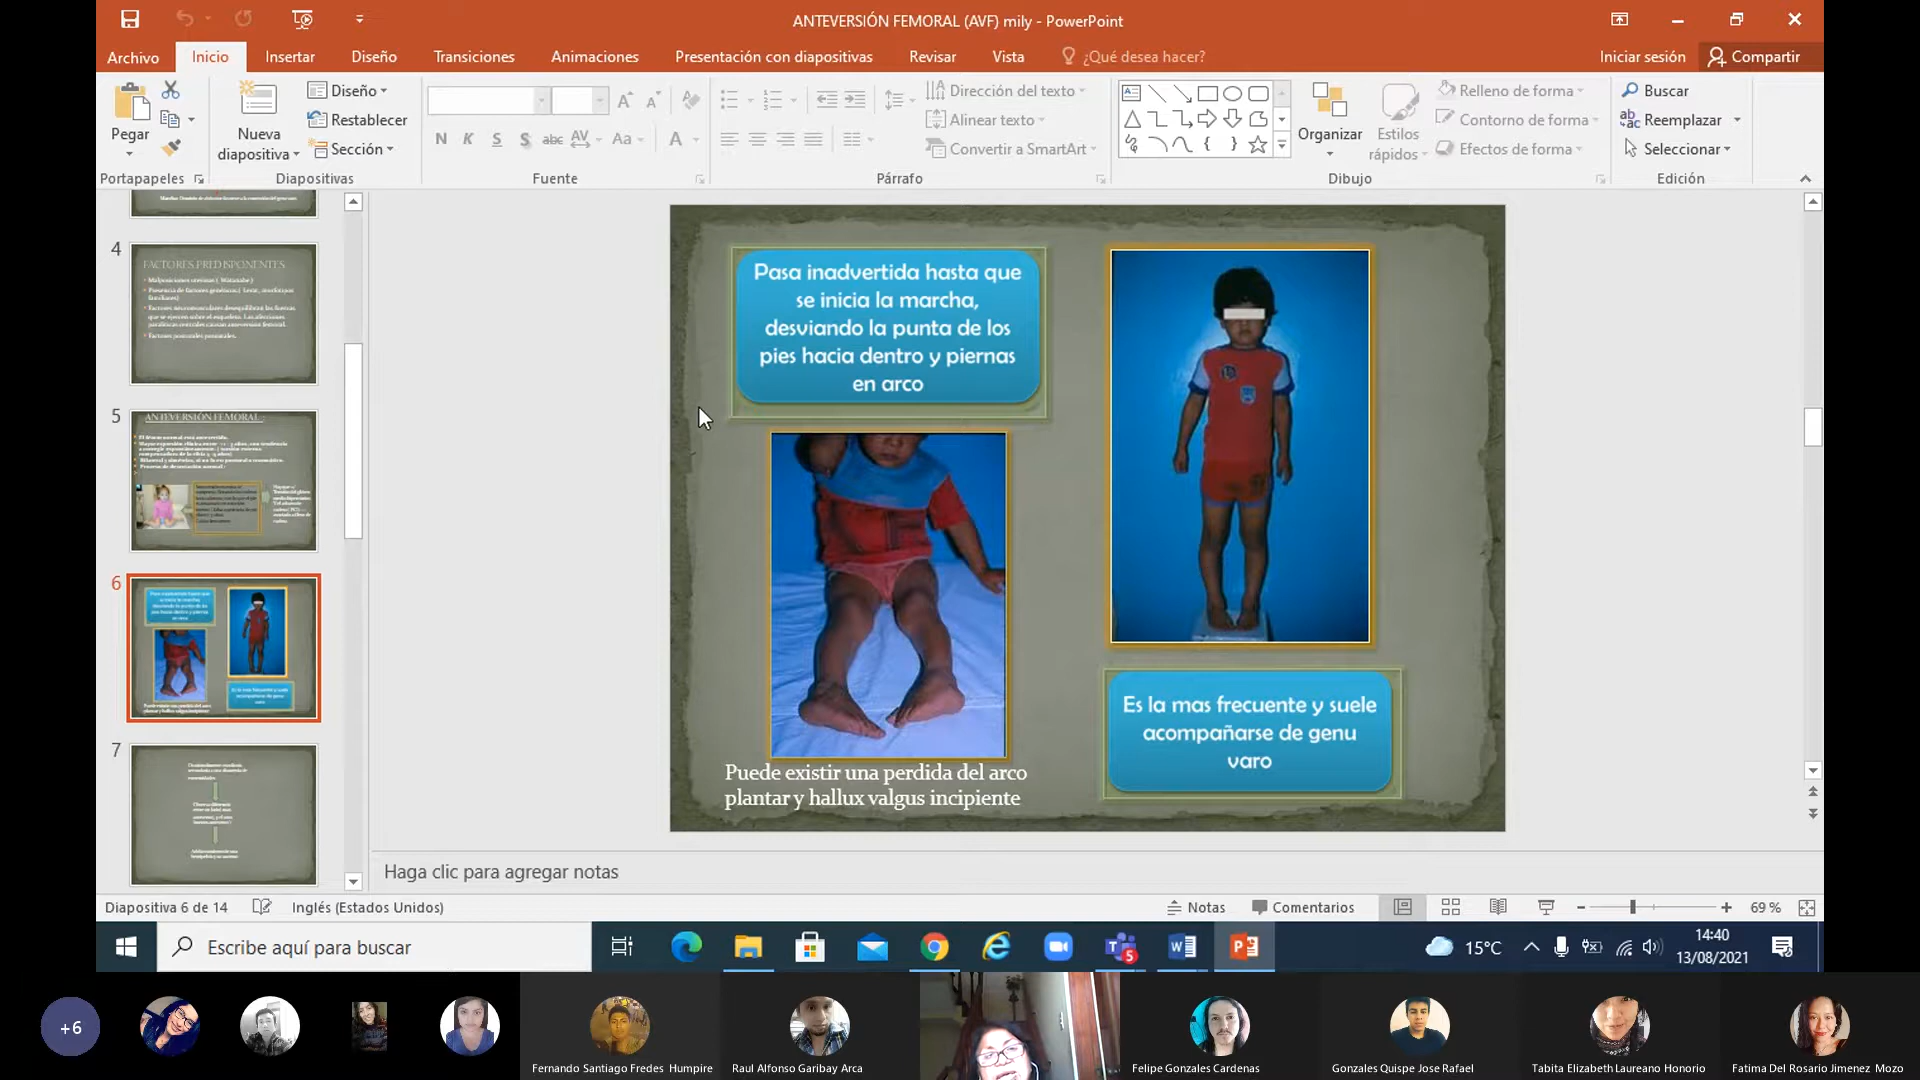 ANTEVERSIÓN FEMORAL (AVF) mily - PowerPoint
Archivo
Inicio
Insertar
Diseño
Transiciones
Animaciones
Presentación con diapositivas
Revisar
Vista
¿Qué desea hacer?
Iniciar sesión
Compartir
Pegar
Nueva
diapositiva
Diseño
Restablecer
Sección
N K S S abc AV Aa A
Dirección del texto
Alinear texto
Convertir a SmartArt
Organizar
Estilos
rápidos
Relleno de forma
Contorno de forma
Efectos de forma
Buscar
Reemplazar
Seleccionar
Portapapeles
Diapositivas
Fuente
Párrafo
Dibujo
Edición
4
FACTORES PREDISPONENTES
5
ANTEVERSIÓN FEMORAL :
6
7
Pasa inadvertida hasta que
se inicia la marcha,
desviando la punta de los
pies hacia dentro y piernas
en arco
Puede existir una perdida del arco
plantar y hallux valgus incipiente
Es la mas frecuente y suele
acompañarse de genu
varo
Haga clic para agregar notas
Diapositiva 6 de 14
Inglés (Estados Unidos)
Notas
Comentarios
69 %
Escribe aquí para buscar
5
15°C
14:40
13/08/2021
+6
Fernando Santiago Fredes Humpire
Raul Alfonso Garibay Arca
Felipe Gonzales Cardenas
Gonzales Quispe Jose Rafael
Tabita Elizabeth Laureano Honorio
Fatima Del Rosario Jimenez Mozo